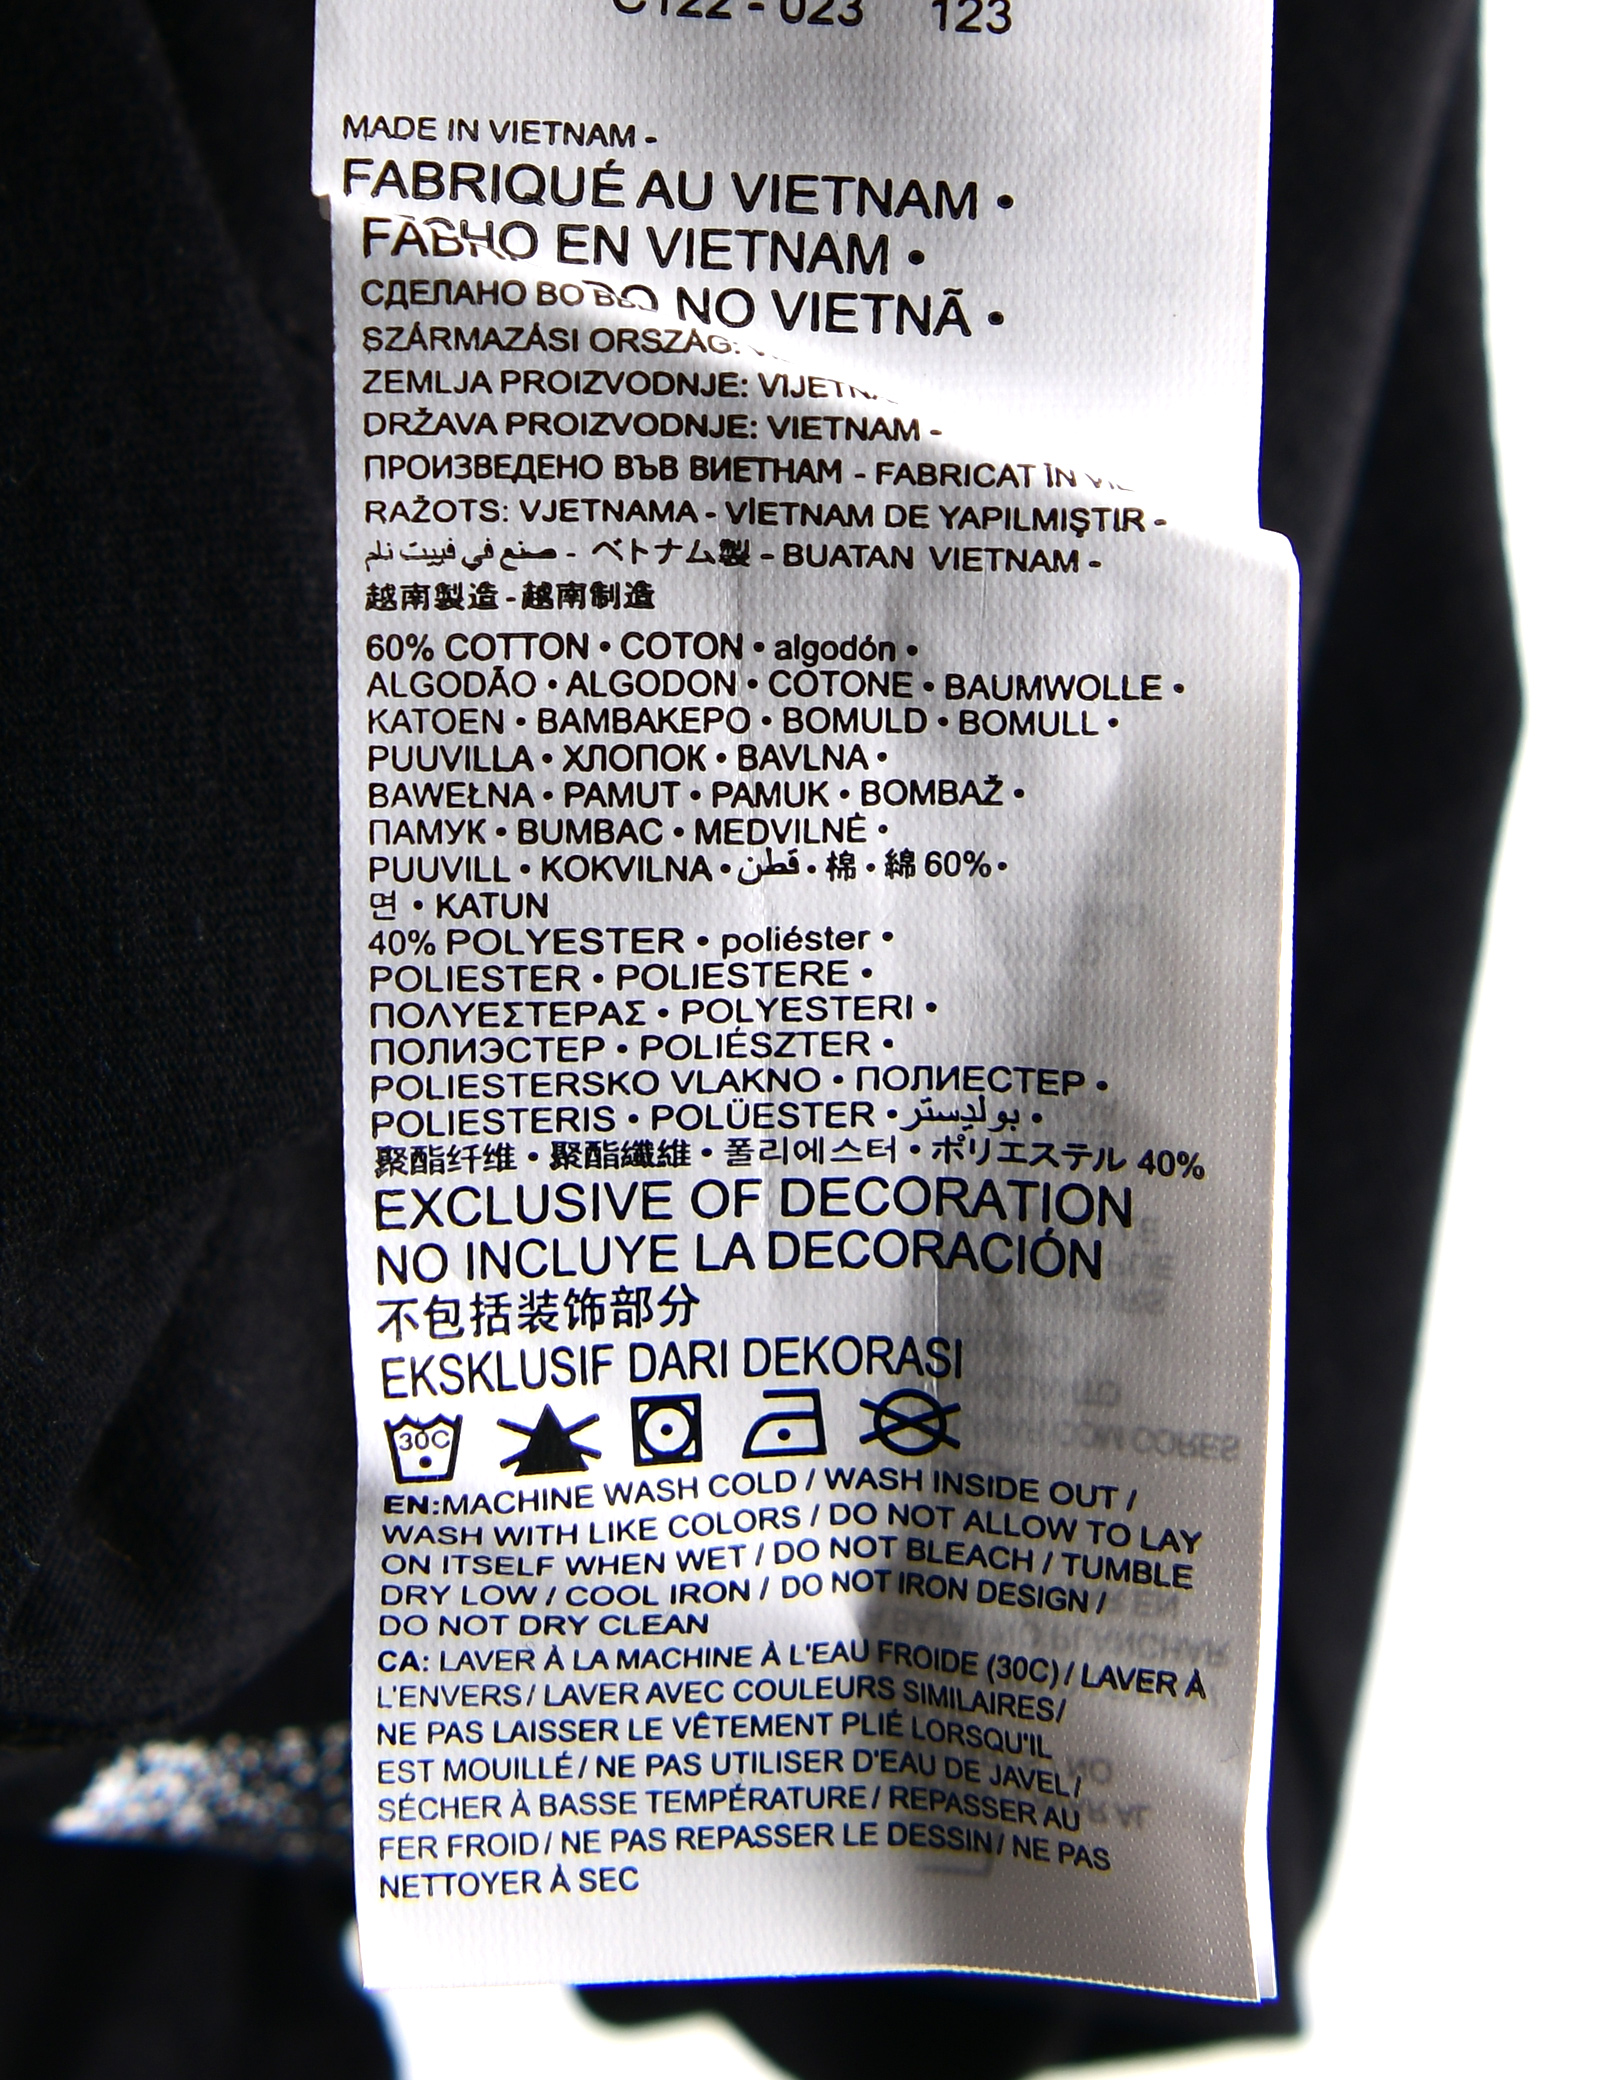 C122 - 023 123
MADE IN VIETNAM -
FABRIQUÉ AU VIETNAM •
EN VIETNAM •
NO VIETNÃ •
СДЕЛАНО ВО
SZÁRMAZÁSI ORSZÁG:
ZEMLJA PROIZVODNJE:
DRŽAVA PROIZVODNJE: VIETNAM -
ПРОИЗВЕДЕНО ВЪВ ВИЕТНАМ - FABRICAT ÎN
RAŽOTS: VJETNAMA - VİETNAM DE YAPILMIŞTIR -
صنع في فييت نام - ベトナム製 - BUATAN VIETNAM -
越南製造 - 越南制造
60% COTTON • COTON • algodón •
ALGODÃO • ALGODON • COTONE • BAUMWOLLE •
KATOEN • ΒΑΜΒΑΚΕΡΟ • BOMULD • BOMULL •
PUUVILLA • ХЛОПОК • BAVLNA •
BAWEŁNA • PAMUT • PAMUK • BOMBAŽ •
ПАМУК • BUMBAC • MEDVILNĖ •
PUUVILL • KOKVILNA • قطن • 棉 • 綿 60% •
면 • KATUN
40% POLYESTER • poliéster •
POLIESTER • POLIESTERE •
ΠΟΛΥΕΣΤΕΡΑΣ • POLYESTERI •
ПОЛИЭСТЕР • POLIÉSZTER •
POLIESTERSKO VLAKNO • ПОЛИЕСТЕР •
POLIESTERIS • POLÜESTER • بوليستر •
聚酯纤维 • 聚酯纖維 • 폴리에스터 • ポリエステル 40%
EXCLUSIVE OF DECORATION
NO INCLUYE LA DECORACIÓN
不包括装饰部分
EKSKLUSIF DARI DEKORASI
30C
EN:MACHINE WASH COLD / WASH INSIDE OUT /
WASH WITH LIKE COLORS / DO NOT ALLOW TO LAY
ON ITSELF WHEN WET / DO NOT BLEACH / TUMBLE
DRY LOW / COOL IRON / DO NOT IRON DESIGN /
DO NOT DRY CLEAN
CA: LAVER À LA MACHINE À L'EAU FROIDE (30C) / LAVER À
L'ENVERS / LAVER AVEC COULEURS SIMILAIRES/
NE PAS LAISSER LE VÊTEMENT PLIÉ LORSQU'IL
EST MOUILLÉ / NE PAS UTILISER D'EAU DE JAVEL /
SÉCHER À BASSE TEMPÉRATURE / REPASSER AU
FER FROID / NE PAS REPASSER LE DESSIN / NE PAS
NETTOYER À SEC